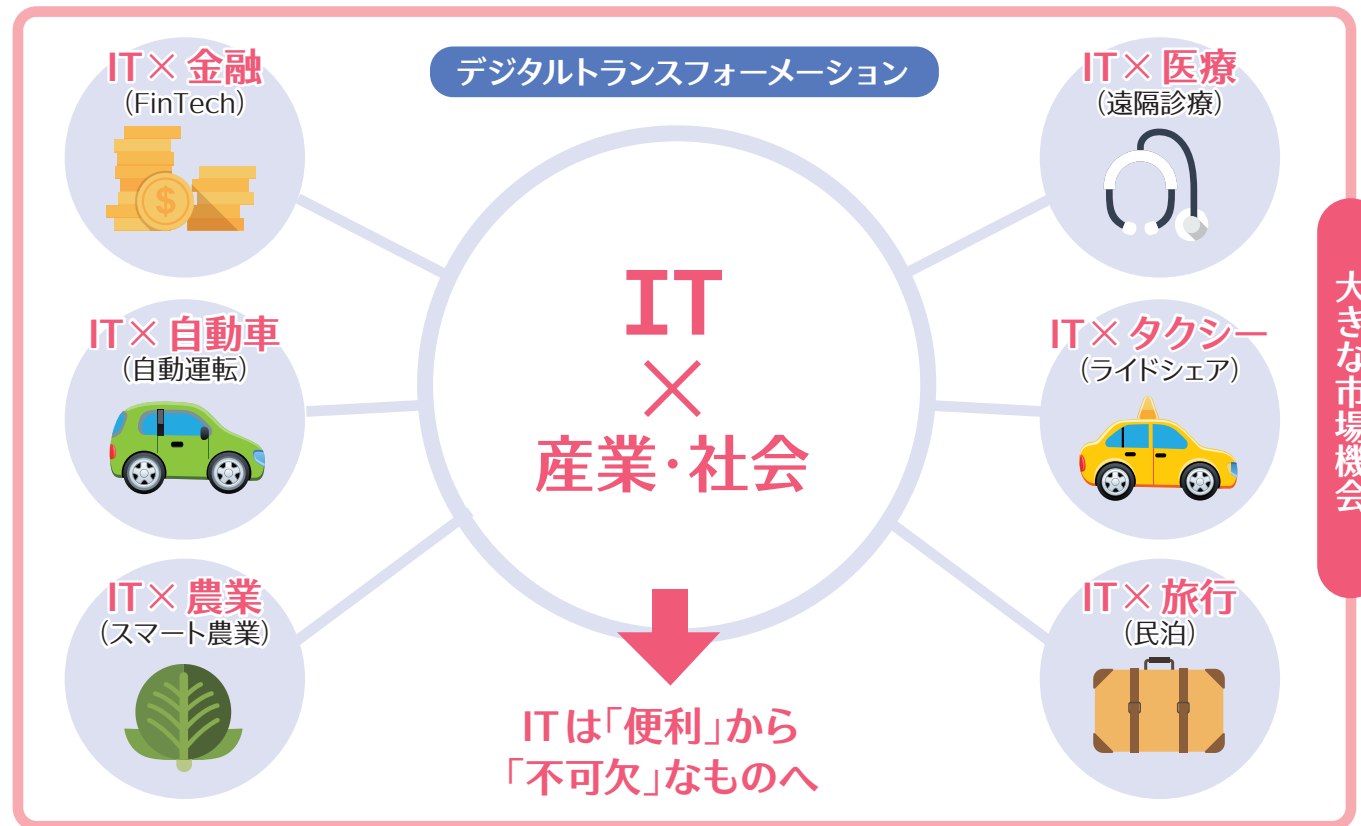 デジタルトランスフォーメーション
IT×金融
（FinTech）
$
IT×自動車
（自動運転）
IT×農業
（スマート農業）
IT
×
産業・社会
ITは「便利」から
「不可欠」なものへ
IT×医療
（遠隔診療）
IT×タクシー
（ライドシェア）
IT×旅行
（民泊）
大きな市場機会